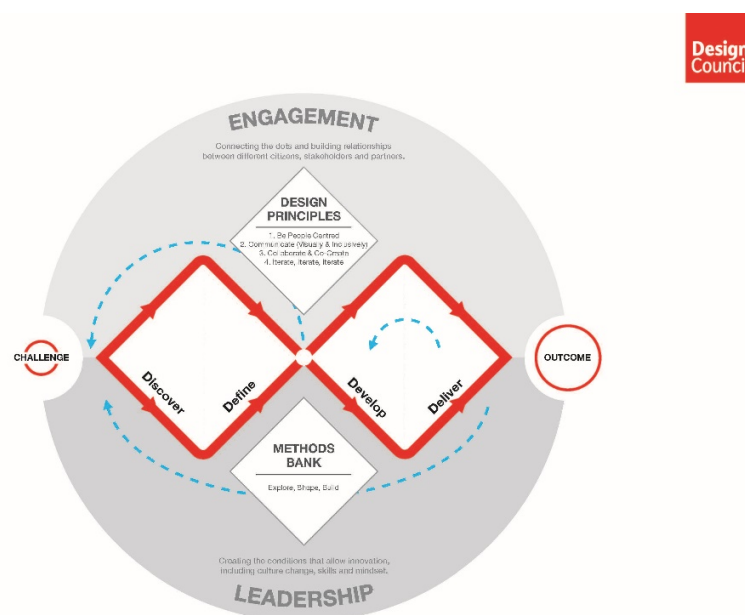 Design
Counci
ENGAGEMENT
Connecting the dots and building relationships
between different citizens, stakeholders and partners.
DESIGN
PRINCIPLES
1. Be People Centred
2. Communicate (Visually & Inclusively)
3. Collaborate & Co-Create
4. Iterate, Iterate, Iterate
CHALLENGE
OUTCOME
Discover
Define
Develop
Deliver
METHODS
BANK
Explore, Shape, Build
Creating the conditions that allow innovation,
including culture change, skills and mindset.
LEADERSHIP